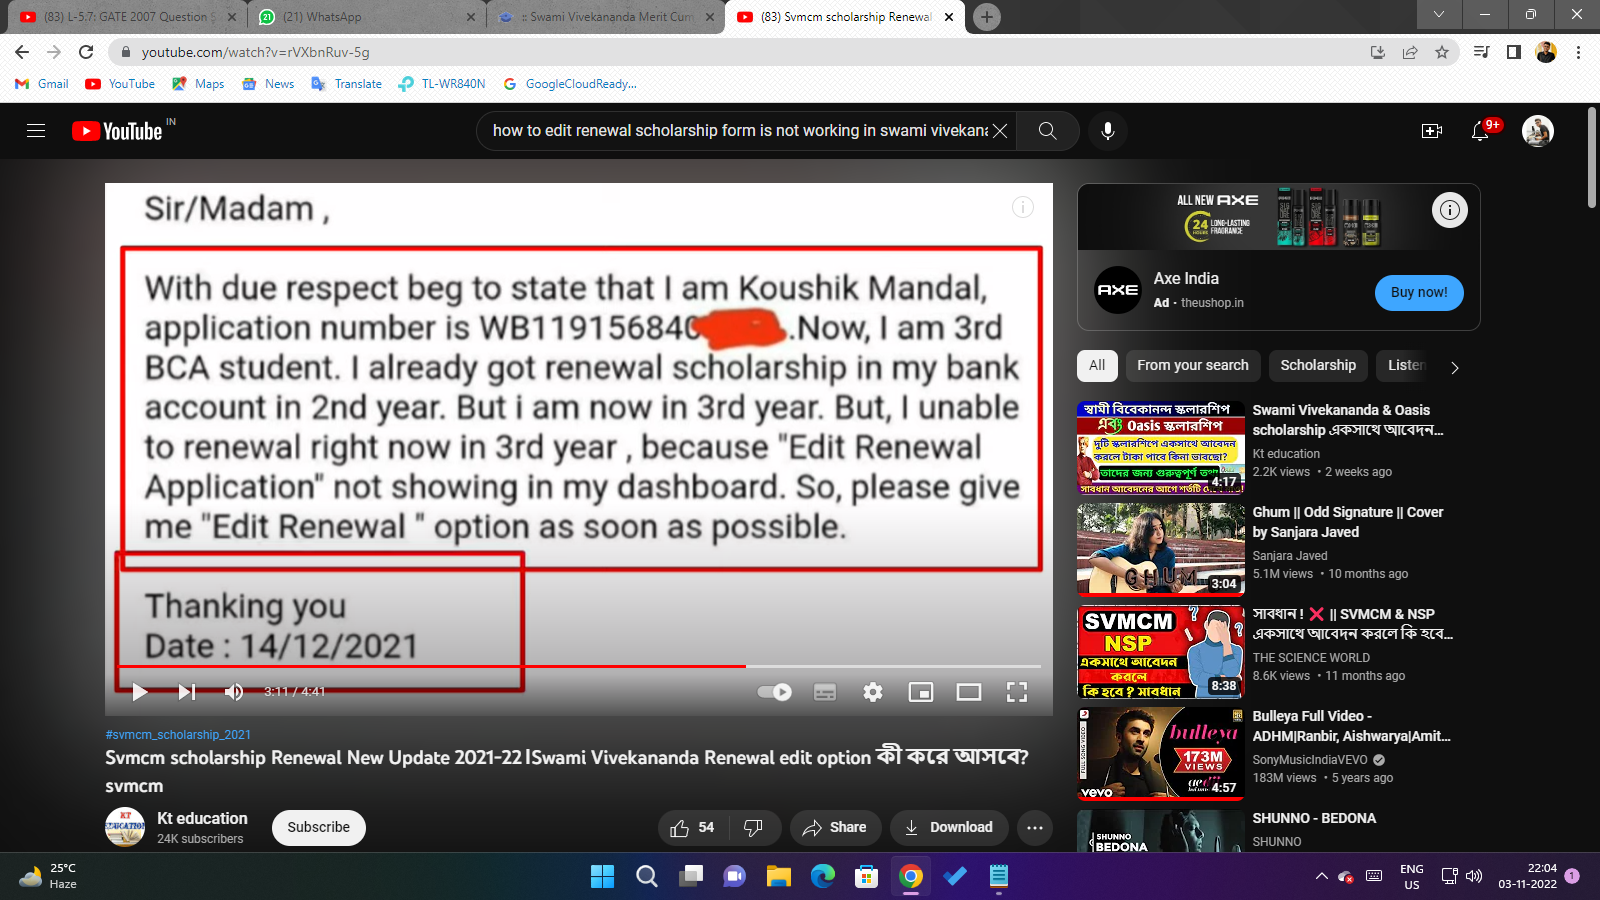 (83) L-5.7: GATE 2007 Question S
(21) WhatsApp
:: Swami Vivekananda Merit Cum
(83) Svmcm scholarship Renewal
youtube.com/watch?v=rVXbnRuv-5g
Gmail
YouTube
Maps
News
Translate
TL-WR840N
GoogleCloudReady...
YouTube IN
how to edit renewal scholarship form is not working in swami vivekana
9+
Sir/Madam ,
With due respect beg to state that I am Koushik Mandal,
application number is WB119156840 .Now, I am 3rd
BCA student. I already got renewal scholarship in my bank
account in 2nd year. But i am now in 3rd year. But, I unable
to renewal right now in 3rd year , because "Edit Renewal
Application" not showing in my dashboard. So, please give
me "Edit Renewal " option as soon as possible.
Thanking you
Date : 14/12/2021
3:11 / 4:41
#svmcm_scholarship_2021
Svmcm scholarship Renewal New Update 2021-22।Swami Vivekananda Renewal edit option কী করে আসবে?
svmcm
KT
EDUCATION
Kt education
24K subscribers
Subscribe
54
Share
Download
ALL NEW AXE
24
HOURS
LONG-LASTING
FRAGRANCE
AXE
Axe India
Ad · theushop.in
Buy now!
All
From your search
Scholarship
Listen
স্বামী বিবেকানন্দ স্কলারশিপ
এবং Oasis স্কলারশিপ
দুটি স্কলারশিপে একসাথে আবেদন
করলে টাকা পাবে কিনা ভাবছো?
তাদের জন্য গুরুত্বপূর্ণ
সাবধান আবেদনের আগে শর্তটি
4:17
Swami Vivekananda & Oasis
scholarship একসাথে আবেদন...
Kt education
2.2K views • 2 weeks ago
GHUM
3:04
Ghum || Odd Signature || Cover
by Sanjara Javed
Sanjara Javed
5.1M views • 10 months ago
SVMCM
NSP
একসাথে আবেদন
করলে
কি হবে ? সাবধান
8:38
সাবধান ! ❌ || SVMCM & NSP
একসাথে আবেদন করলে কি হবে...
THE SCIENCE WORLD
8.6K views • 11 months ago
FULL SONG VIDEO
bulleya
173M
VIEWS
vevo
4:57
Bulleya Full Video -
ADHM|Ranbir, Aishwarya|Amit...
SonyMusicIndiaVEVO
183M views • 5 years ago
SHUNNO
BEDONA
SHUNNO - BEDONA
SHUNNO
25°C
Haze
ENG
US
22:04
03-11-2022
1